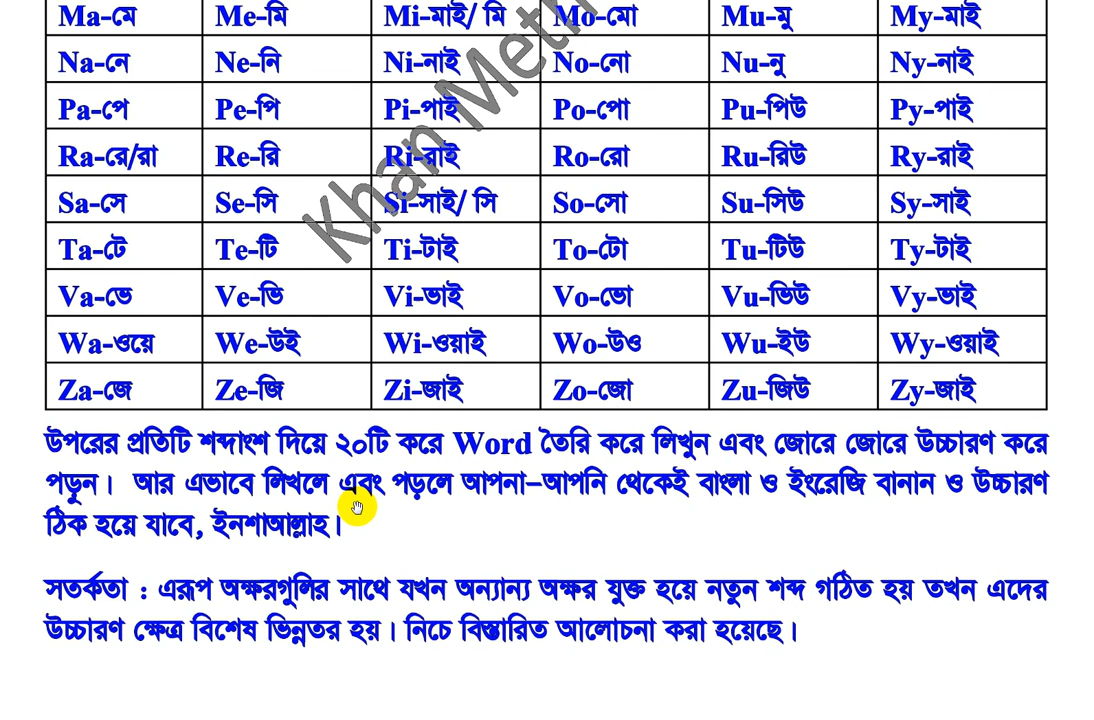 Ma-মে Me-মি Mi-মাই/ মি Mo-মো Mu-মু My-মাই
Na-নে Ne-নি Ni-নাই No-নো Nu-নু Ny-নাই
Pa-পে Pe-পি Pi-পাই Po-পো Pu-পিউ Py-পাই
Ra-রে/রা Re-রি Ri-রাই Ro-রো Ru-রিউ Ry-রাই
Sa-সে Se-সি Si-সাই/ সি So-সো Su-সিউ Sy-সাই
Ta-টে Te-টি Ti-টাই To-টো Tu-টিউ Ty-টাই
Va-ভে Ve-ভি Vi-ভাই Vo-ভো Vu-ভিউ Vy-ভাই
Wa-ওয়ে We-উই Wi-ওয়াই Wo-উও Wu-ইউ Wy-ওয়াই
Za-জে Ze-জি Zi-জাই Zo-জো Zu-জিউ Zy-জাই
উপরের প্রতিটি শব্দাংশ দিয়ে ২০টি করে Word তৈরি করে লিখুন এবং জোরে জোরে উচ্চারণ করে
পড়ুন। আর এভাবে লিখলে এবং পড়লে আপনা–আপনি থেকেই বাংলা ও ইংরেজি বানান ও উচ্চারণ
ঠিক হয়ে যাবে, ইনশাআল্লাহ।
সতর্কতা : এরূপ অক্ষরগুলির সাথে যখন অন্যান্য অক্ষর যুক্ত হয়ে নতুন শব্দ গঠিত হয় তখন এদের
উচ্চারণ ক্ষেত্র বিশেষ ভিন্নতর হয়। নিচে বিস্তারিত আলোচনা করা হয়েছে।
Khan